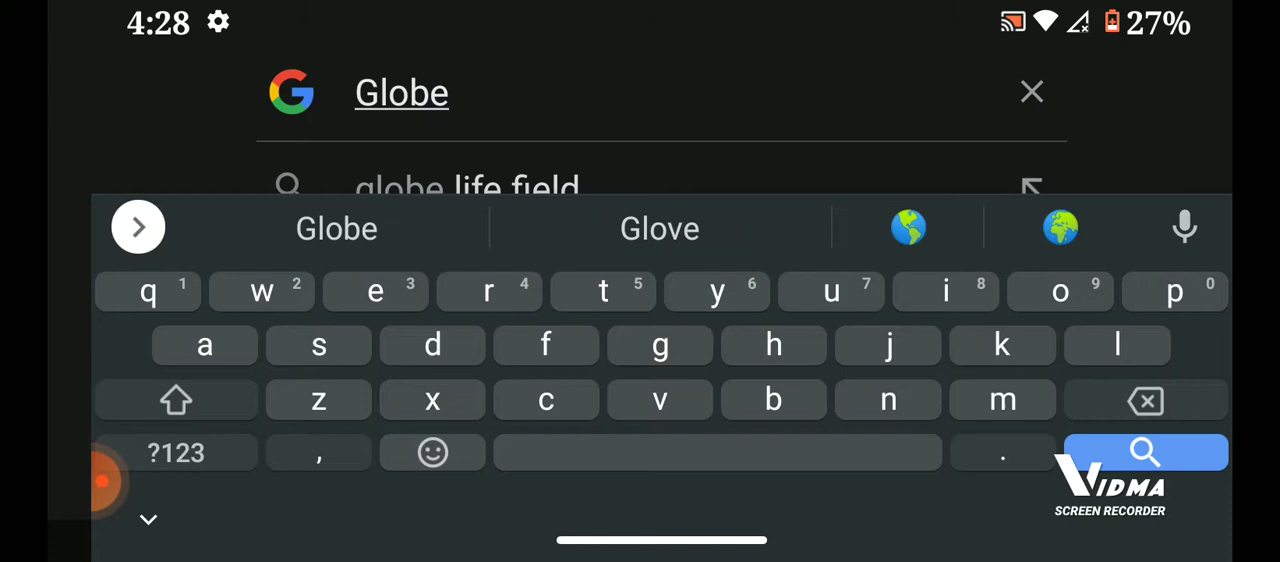 4:28 27%
Globe
globe life field
Globe Glove
q 1 w 2 e 3 r 4 t 5 y 6 u 7 i 8 o 9 p 0
a s d f g h j k l
z x c v b n m
?123 , .
VIDMA
SCREEN RECORDER